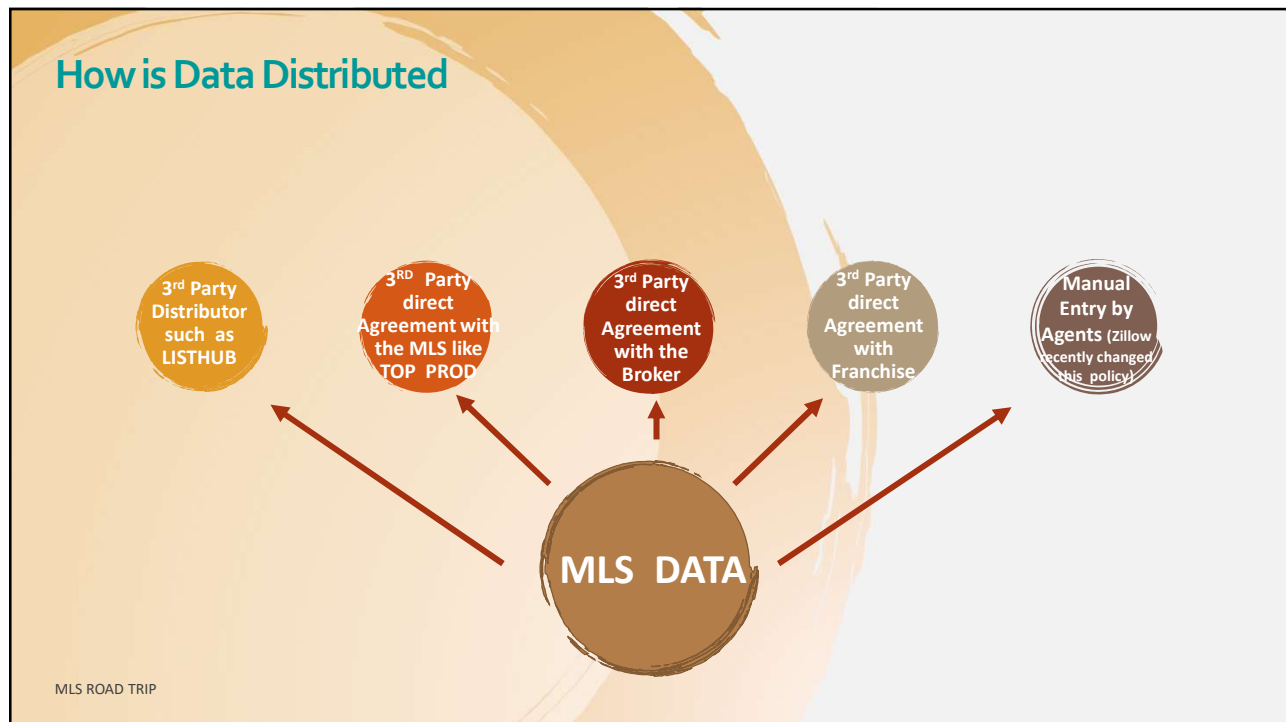 How is Data Distributed
3rd Party
Distributor
such as
LISTHUB
3RD Party
direct
Agreement with
the MLS like
TOP PROD
3rd Party
direct
Agreement
with the
Broker
3rd Party
direct
Agreement
with
Franchise
Manual
Entry by
Agents (Zillow
recently changed
this policy)
MLS DATA
MLS ROAD TRIP